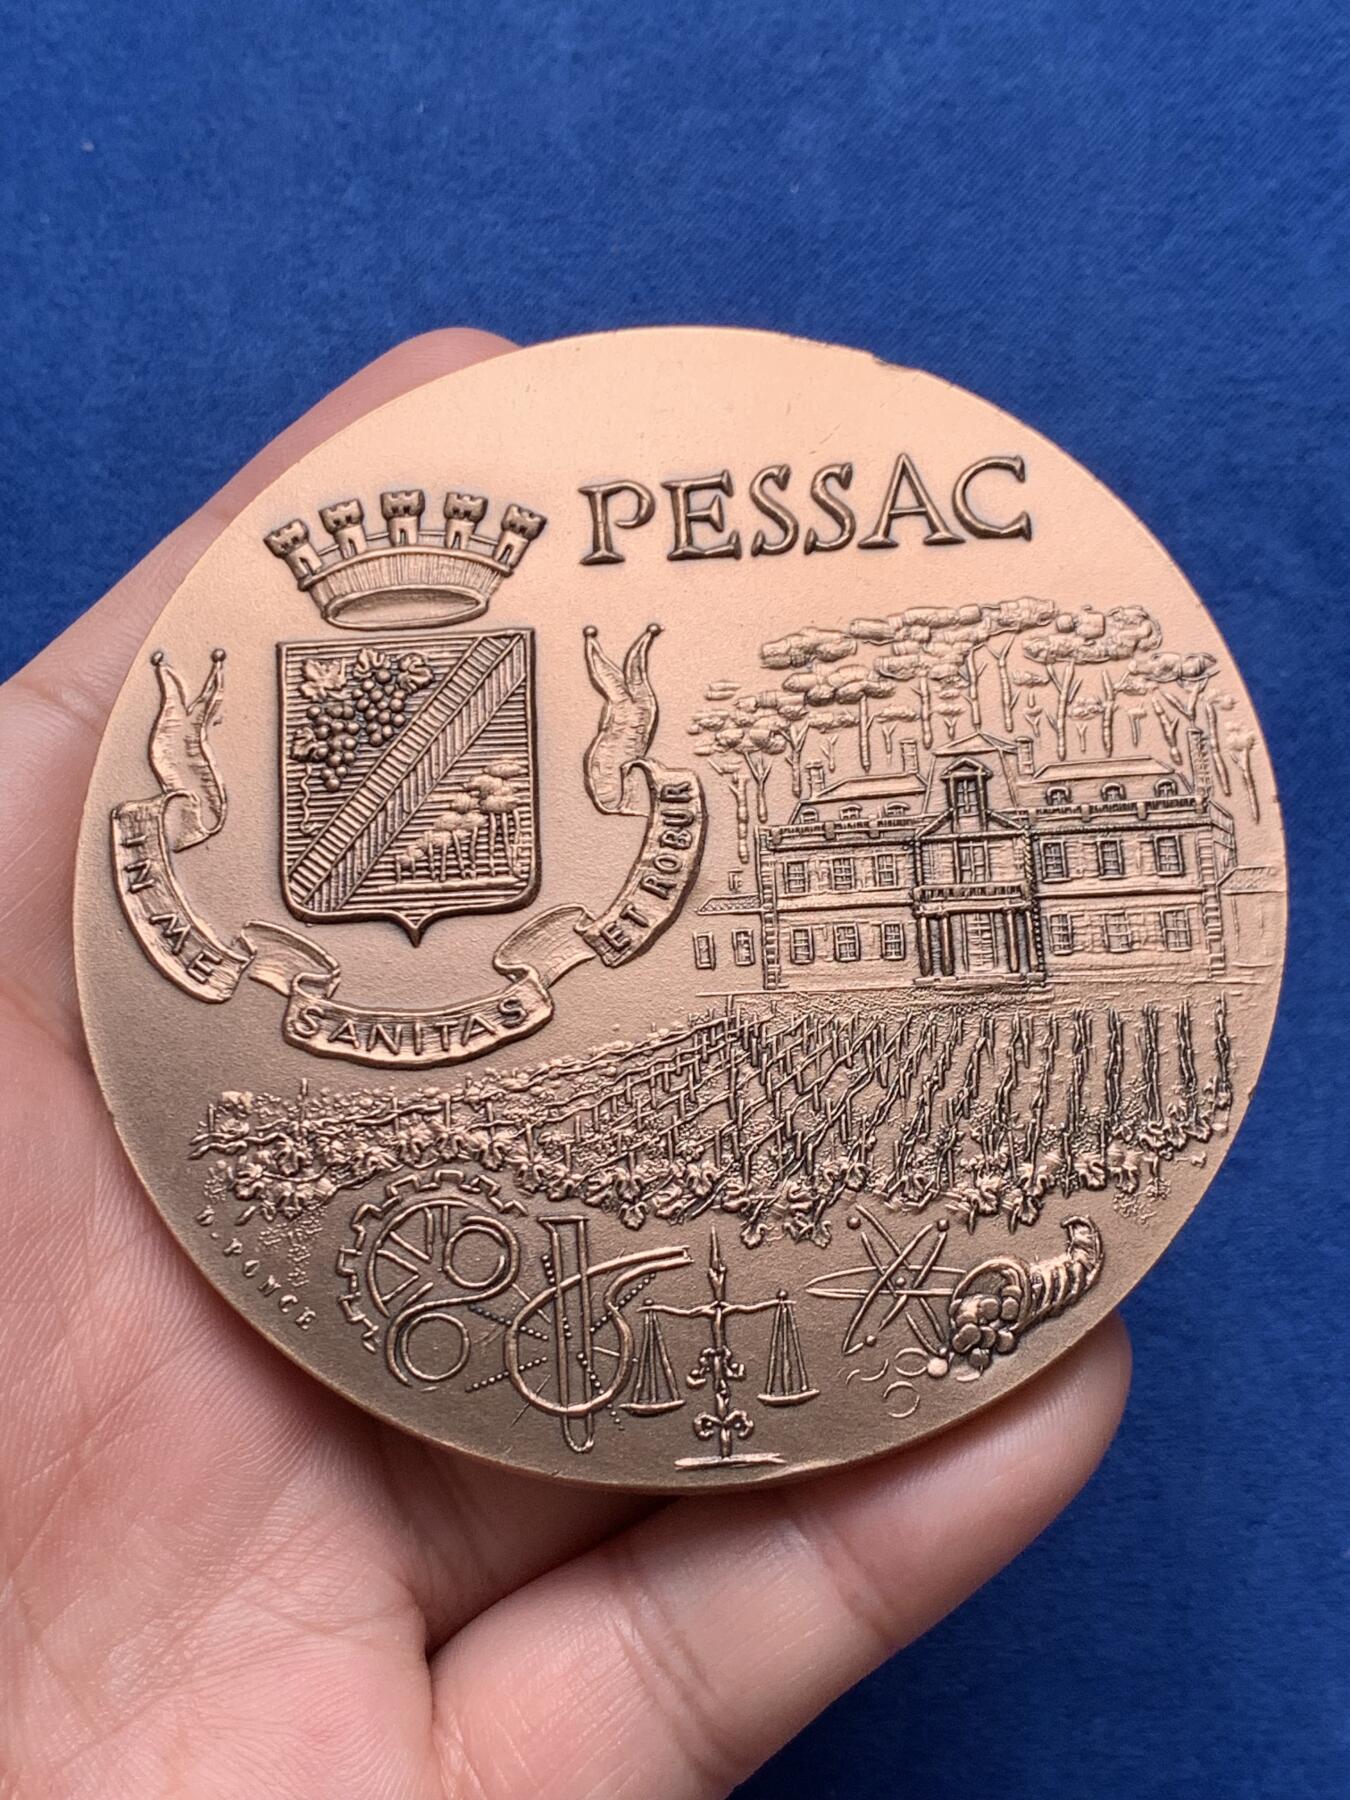 PESSAC
IN ME
SANITAS
ET ROBUR
PONCE